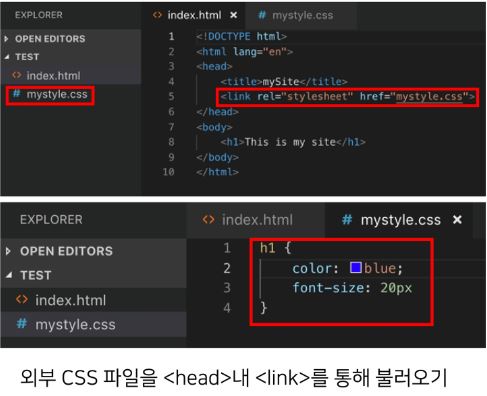 EXPLORER
index.html ×
mystyle.css
OPEN EDITORS
TEST
index.html
mystyle.css
1 <!DOCTYPE html>
2 <html lang="en">
3 <head>
4 <title>mySite</title>
5 <link rel="stylesheet" href="mystyle.css">
6 </head>
7 <body>
8 <h1>This is my site</h1>
9 </body>
10 </html>
EXPLORER
index.html
mystyle.css ×
OPEN EDITORS
TEST
index.html
mystyle.css
1 h1 {
2 color: blue;
3 font-size: 20px
4 }
외부 CSS 파일을 <head>내 <link>를 통해 불러오기